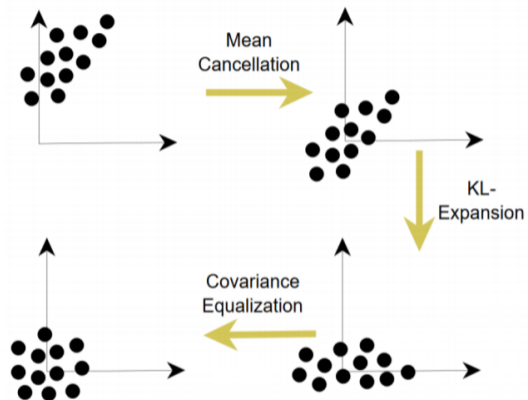 Mean
Cancellation
KL-
Expansion
Covariance
Equalization